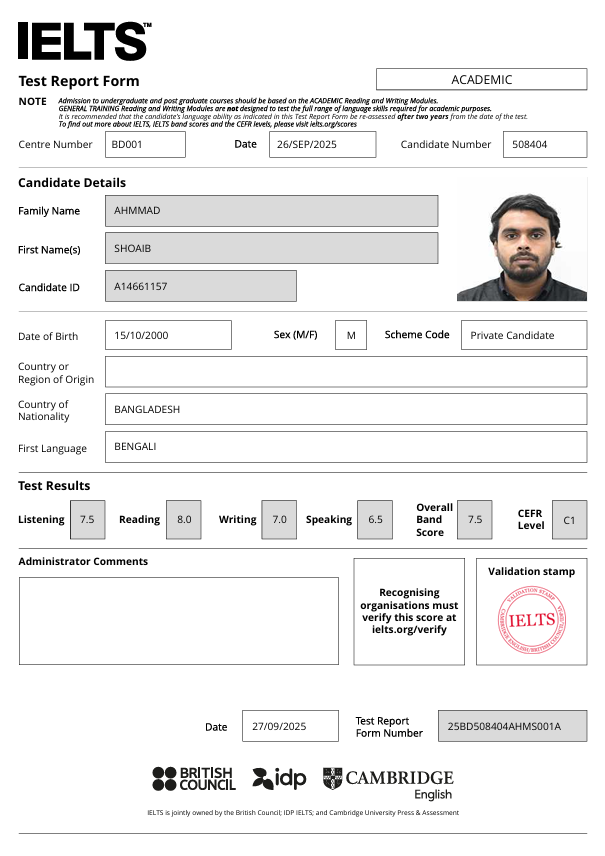 IELTS™
Test Report Form
ACADEMIC
NOTE Admission to undergraduate and post graduate courses should be based on the ACADEMIC Reading and Writing Modules.
GENERAL TRAINING Reading and Writing Modules are not designed to test the full range of language skills required for academic purposes.
It is recommended that the candidate's language ability as indicated in this Test Report Form be re-assessed after two years from the date of the test.
To find out more about IELTS, IELTS band scores and the CEFR levels, please visit ielts.org/scores
Centre Number BD001 Date 26/SEP/2025 Candidate Number 508404
Candidate Details
Family Name AHMMAD
First Name(s) SHOAIB
Candidate ID A14661157
Date of Birth 15/10/2000 Sex (M/F) M Scheme Code Private Candidate
Country or
Region of Origin
Country of
Nationality BANGLADESH
First Language BENGALI
Test Results
Listening 7.5 Reading 8.0 Writing 7.0 Speaking 6.5 Overall Band Score 7.5 CEFR Level C1
Administrator Comments
Recognising
organisations must
verify this score at
ielts.org/verify
Validation stamp
VALIDATION STAMP
IELTS
Date 27/09/2025 Test Report
Form Number 25BD508404AHMS001A
BRITISH
COUNCIL
idp
CAMBRIDGE
English
IELTS is jointly owned by the British Council; IDP IELTS; and Cambridge University Press & Assessment